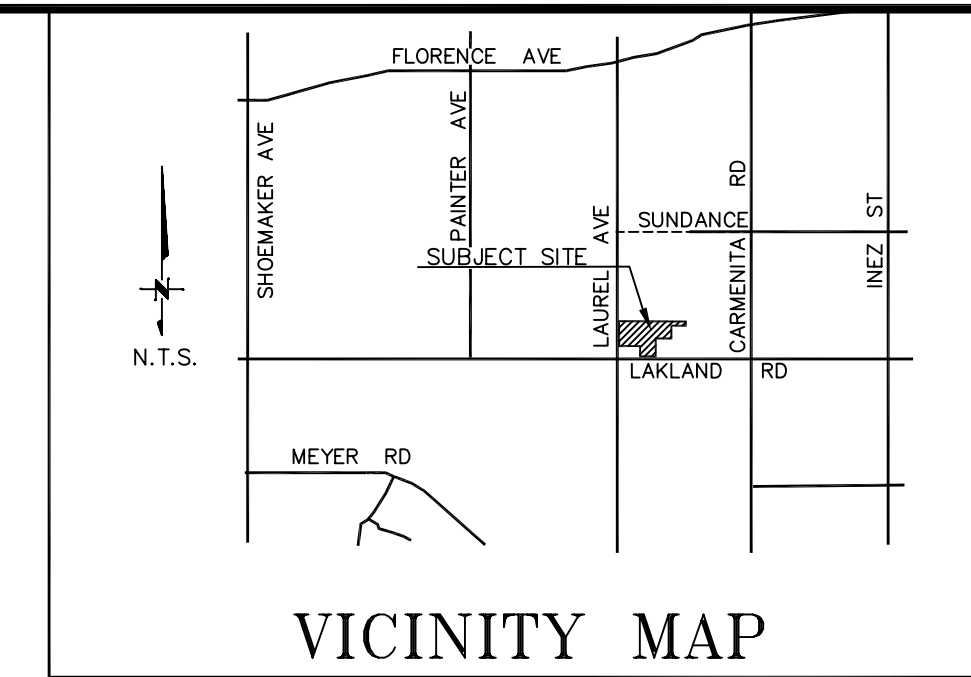 FLORENCE AVE
SHOEMAKER AVE
PAINTER AVE
LAUREL AVE
SUNDANCE
CARMENITA RD
INEZ ST
SUBJECT SITE
N
N.T.S.
LAKLAND RD
MEYER RD
VICINITY MAP